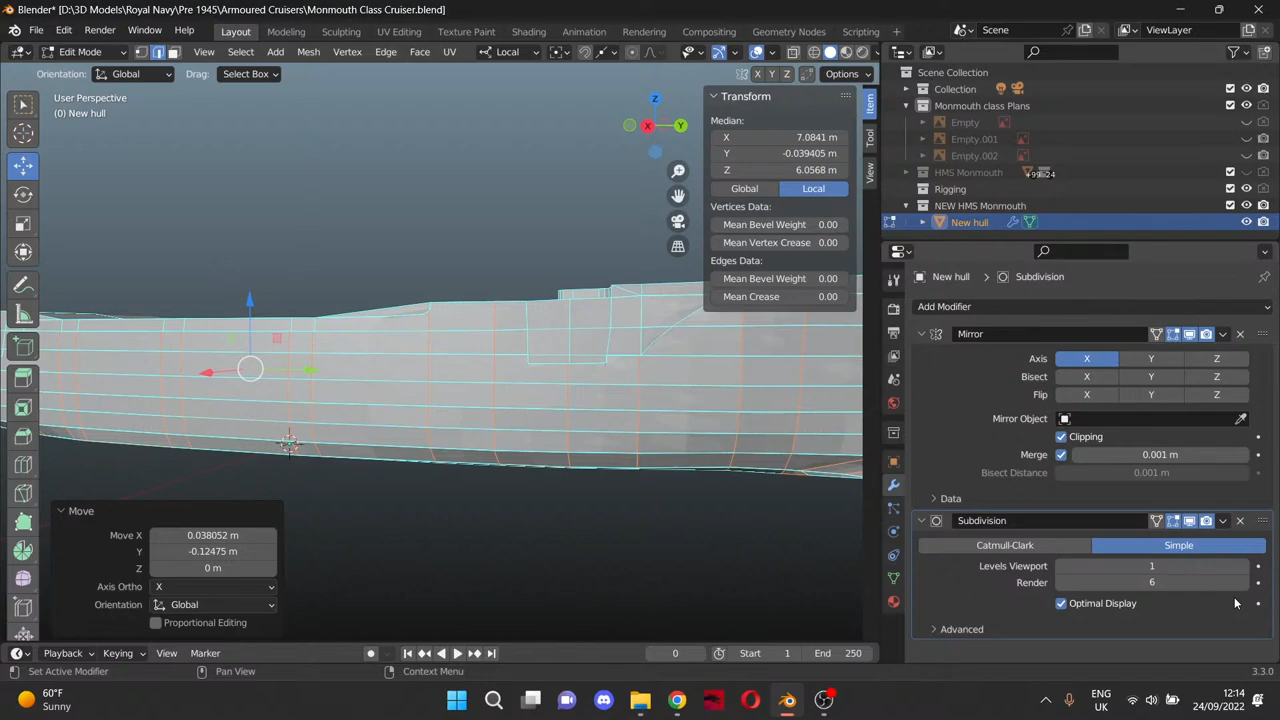 Blender* [D:\3D Models\Royal Navy\Pre 1945\Armoured Cruisers\Monmouth Class Cruiser.blend]
File Edit Render Window Help Layout Modeling Sculpting UV Editing Texture Paint Shading Animation Rendering Compositing Geometry Nodes Scripting Scene ViewLayer
Edit Mode View Select Add Mesh Vertex Edge Face UV Local
Orientation: Global Drag: Select Box X Y Z Options
User Perspective
(0) New hull
Z
X Y
Transform
Median:
X 7.0841 m
Y -0.039405 m
Z 6.0568 m
Global Local
Vertices Data:
Mean Bevel Weight 0.00
Mean Vertex Crease 0.00
Edges Data:
Mean Bevel Weight 0.00
Mean Crease 0.00
Item
Tool
View
Scene Collection
Collection
Monmouth class Plans
Empty
Empty.001
Empty.002
HMS Monmouth +99 24
Rigging
NEW HMS Monmouth
New hull
New hull > Subdivision
Add Modifier
Mirror
Axis X Y Z
Bisect X Y Z
Flip X Y Z
Mirror Object
Clipping
Merge 0.001 m
Bisect Distance 0.001 m
Data
Subdivision
Catmull-Clark Simple
Levels Viewport 1
Render 6
Optimal Display
Advanced
Move
Move X 0.038052 m
Y -0.12475 m
Z 0 m
Axis Ortho X
Orientation Global
Proportional Editing
Playback Keying View Marker 0 Start 1 End 250
Set Active Modifier Pan View Context Menu 3.3.0
60°F
Sunny
ENG
UK
12:14
24/09/2022